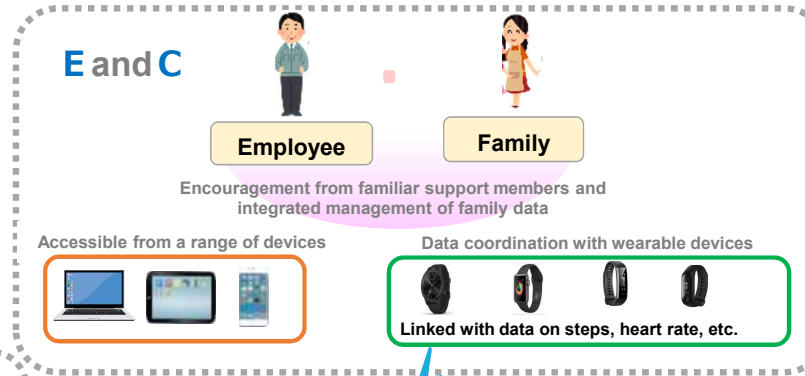 E and C
Employee
Family
Encouragement from familiar support members and
integrated management of family data
Accessible from a range of devices
Data coordination with wearable devices
Linked with data on steps, heart rate, etc.